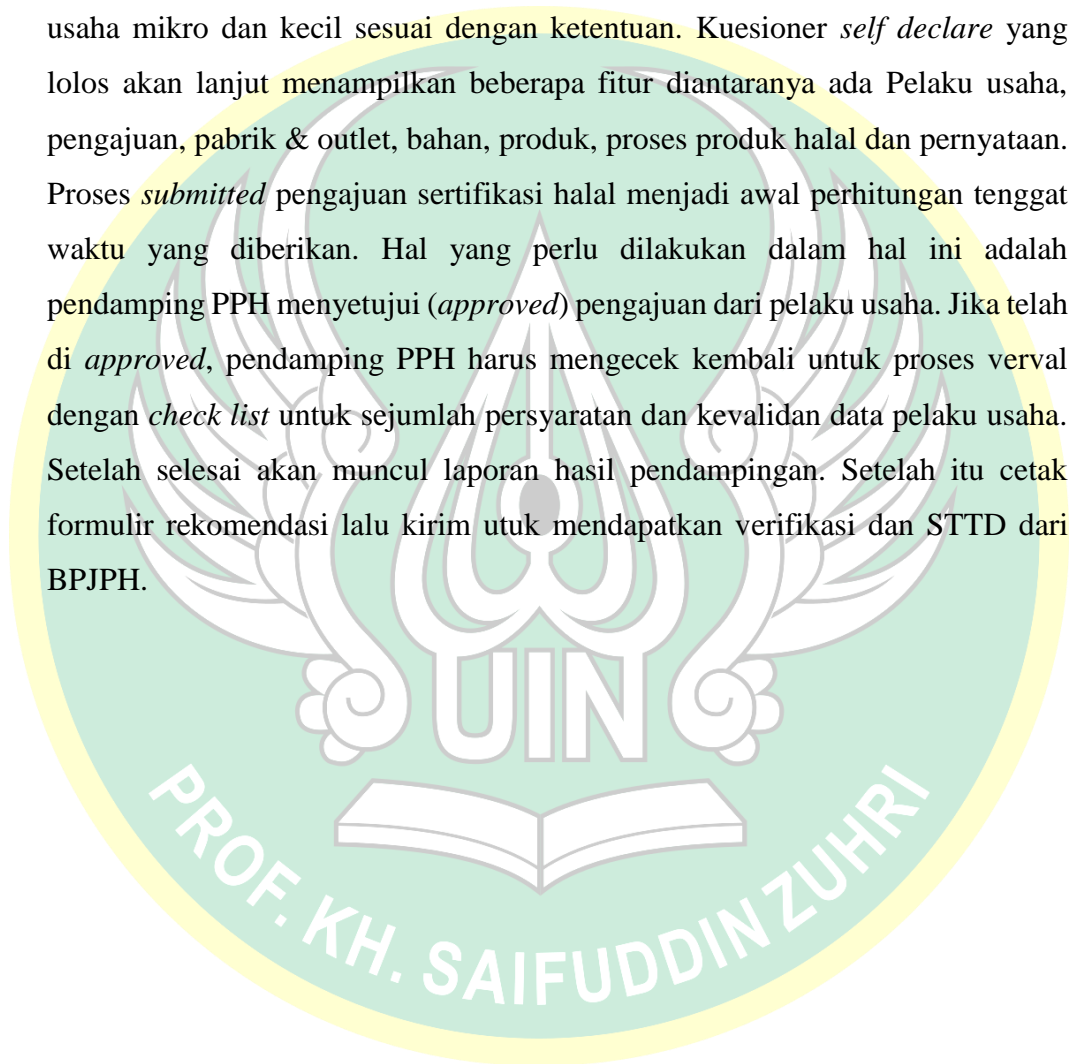 usaha mikro dan kecil sesuai dengan ketentuan. Kuesioner self declare yang
lolos akan lanjut menampilkan beberapa fitur diantaranya ada Pelaku usaha,
pengajuan, pabrik & outlet, bahan, produk, proses produk halal dan pernyataan.
Proses submitted pengajuan sertifikasi halal menjadi awal perhitungan tenggat
waktu yang diberikan. Hal yang perlu dilakukan dalam hal ini adalah
pendamping PPH menyetujui (approved) pengajuan dari pelaku usaha. Jika telah
di approved, pendamping PPH harus mengecek kembali untuk proses verval
dengan check list untuk sejumlah persyaratan dan kevalidan data pelaku usaha.
Setelah selesai akan muncul laporan hasil pendampingan. Setelah itu cetak
formulir rekomendasi lalu kirim utuk mendapatkan verifikasi dan STTD dari
BPJPH.
UIN
PROF. KH. SAIFUDDIN ZUHRI